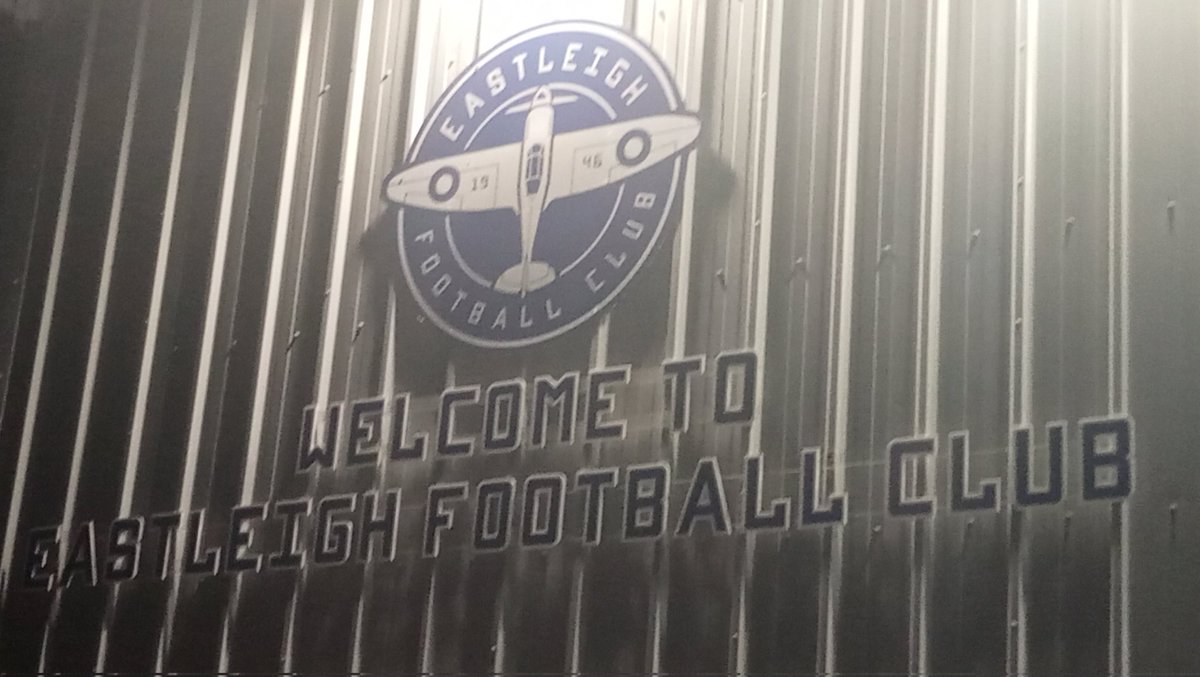 EASTLEIGH
19 46
FOOTBALL CLUB
WELCOME TO
EASTLEIGH FOOTBALL CLUB